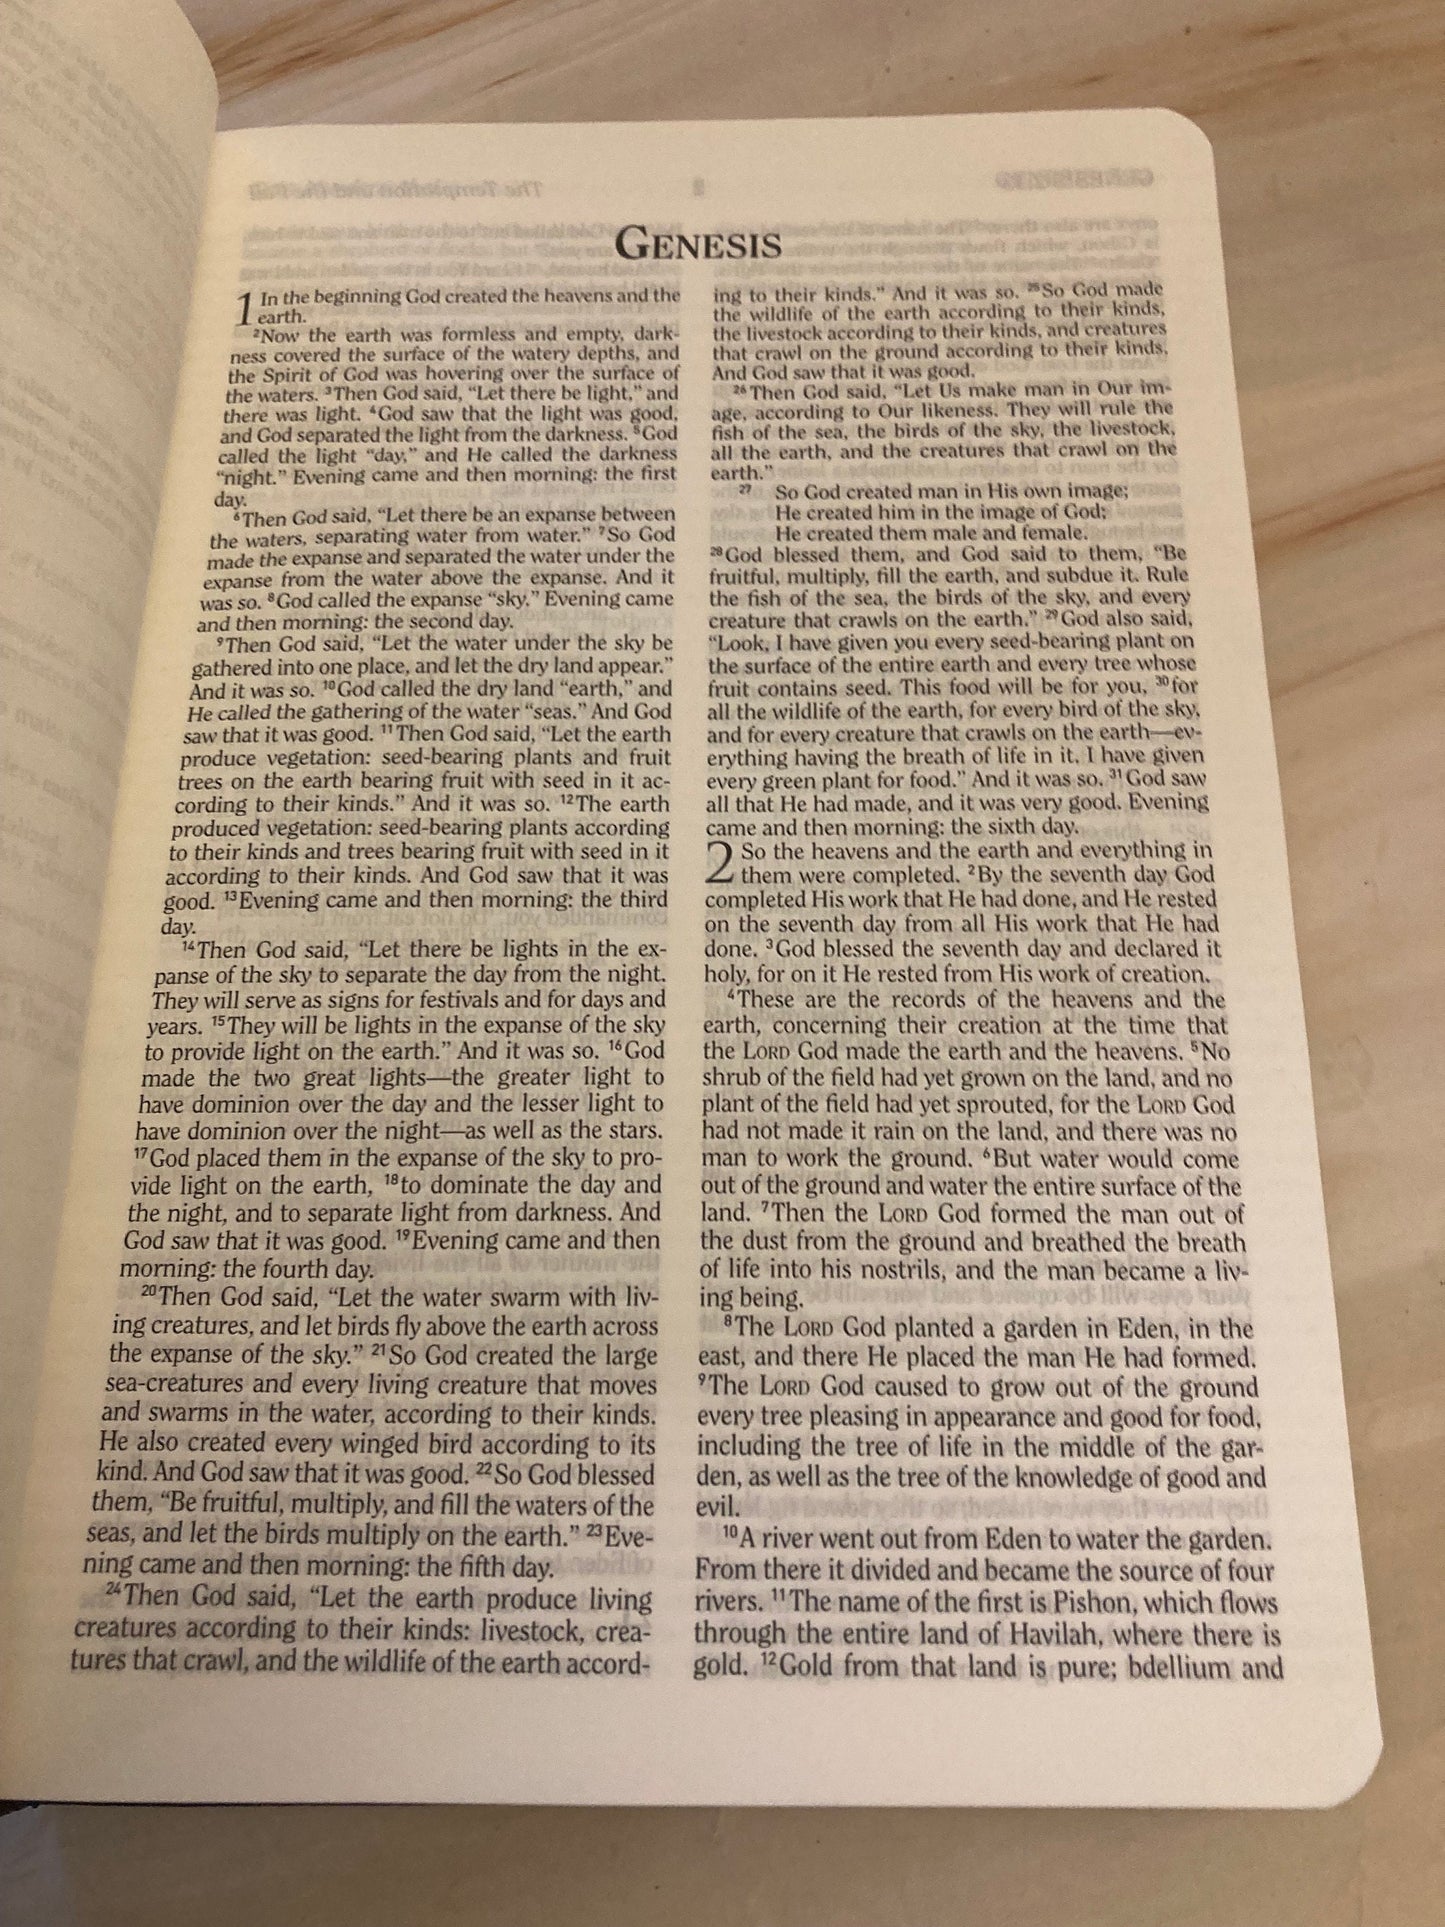 GENESIS
1 In the beginning God created the heavens and the
earth.
²Now the earth was formless and empty, dark-
ness covered the surface of the watery depths, and
the Spirit of God was hovering over the surface of
the waters. ³Then God said, “Let there be light,” and
there was light. ⁴God saw that the light was good,
and God separated the light from the darkness. ⁵God
called the light “day,” and He called the darkness
“night.” Evening came and then morning: the first
day.
⁶Then God said, “Let there be an expanse between
the waters, separating water from water.” ⁷So God
made the expanse and separated the water under the
expanse from the water above the expanse. And it
was so. ⁸God called the expanse “sky.” Evening came
and then morning: the second day.
⁹Then God said, “Let the water under the sky be
gathered into one place, and let the dry land appear.”
And it was so. ¹⁰God called the dry land “earth,” and
He called the gathering of the water “seas.” And God
saw that it was good. ¹¹Then God said, “Let the earth
produce vegetation: seed-bearing plants and fruit
trees on the earth bearing fruit with seed in it ac-
cording to their kinds.” And it was so. ¹²The earth
produced vegetation: seed-bearing plants according
to their kinds and trees bearing fruit with seed in it
according to their kinds. And God saw that it was
good. ¹³Evening came and then morning: the third
day.
¹⁴Then God said, “Let there be lights in the ex-
panse of the sky to separate the day from the night.
They will serve as signs for festivals and for days and
years. ¹⁵They will be lights in the expanse of the sky
to provide light on the earth.” And it was so. ¹⁶God
made the two great lights—the greater light to
have dominion over the day and the lesser light to
have dominion over the night—as well as the stars.
¹⁷God placed them in the expanse of the sky to pro-
vide light on the earth, ¹⁸to dominate the day and
the night, and to separate light from darkness. And
God saw that it was good. ¹⁹Evening came and then
morning: the fourth day.
²⁰Then God said, “Let the water swarm with liv-
ing creatures, and let birds fly above the earth across
the expanse of the sky.” ²¹So God created the large
sea-creatures and every living creature that moves
and swarms in the water, according to their kinds.
He also created every winged bird according to its
kind. And God saw that it was good. ²²So God blessed
them, “Be fruitful, multiply, and fill the waters of the
seas, and let the birds multiply on the earth.” ²³Eve-
ning came and then morning: the fifth day.
²⁴Then God said, “Let the earth produce living
creatures according to their kinds: livestock, crea-
tures that crawl, and the wildlife of the earth accord-
ing to their kinds.” And it was so. ²⁵So God made
the wildlife of the earth according to their kinds,
the livestock according to their kinds, and creatures
that crawl on the ground according to their kinds.
And God saw that it was good.
²⁶Then God said, “Let Us make man in Our im-
age, according to Our likeness. They will rule the
fish of the sea, the birds of the sky, the livestock,
all the earth, and the creatures that crawl on the
earth.”
²⁷ So God created man in His own image;
He created him in the image of God;
He created them male and female.
²⁸God blessed them, and God said to them, “Be
fruitful, multiply, fill the earth, and subdue it. Rule
the fish of the sea, the birds of the sky, and every
creature that crawls on the earth.” ²⁹God also said,
“Look, I have given you every seed-bearing plant on
the surface of the entire earth and every tree whose
fruit contains seed. This food will be for you, ³⁰for
all the wildlife of the earth, for every bird of the sky,
and for every creature that crawls on the earth—ev-
erything having the breath of life in it. I have given
every green plant for food.” And it was so. ³¹God saw
all that He had made, and it was very good. Evening
came and then morning: the sixth day.
2 So the heavens and the earth and everything in
them were completed. ²By the seventh day God
completed His work that He had done, and He rested
on the seventh day from all His work that He had
done. ³God blessed the seventh day and declared it
holy, for on it He rested from His work of creation.
⁴These are the records of the heavens and the
earth, concerning their creation at the time that
the LORD God made the earth and the heavens. ⁵No
shrub of the field had yet grown on the land, and no
plant of the field had yet sprouted, for the LORD God
had not made it rain on the land, and there was no
man to work the ground. ⁶But water would come
out of the ground and water the entire surface of the
land. ⁷Then the LORD God formed the man out of
the dust from the ground and breathed the breath
of life into his nostrils, and the man became a liv-
ing being.
⁸The LORD God planted a garden in Eden, in the
east, and there He placed the man He had formed.
⁹The LORD God caused to grow out of the ground
every tree pleasing in appearance and good for food,
including the tree of life in the middle of the gar-
den, as well as the tree of the knowledge of good and
evil.
¹⁰A river went out from Eden to water the garden.
From there it divided and became the source of four
rivers. ¹¹The name of the first is Pishon, which flows
through the entire land of Havilah, where there is
gold. ¹²Gold from that land is pure; bdellium and